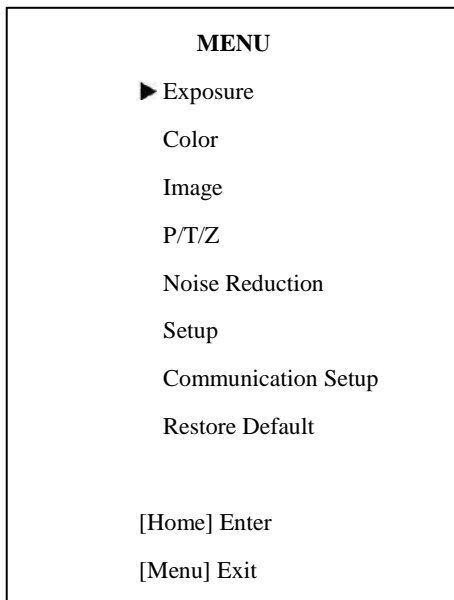 MENU
Exposure
Color
Image
P/T/Z
Noise Reduction
Setup
Communication Setup
Restore Default
[Home] Enter
[Menu] Exit